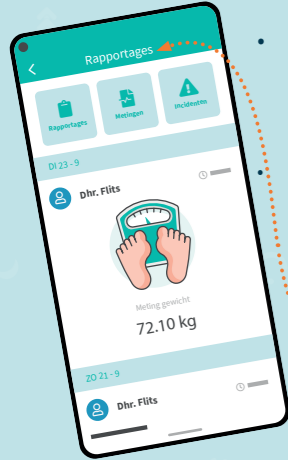 Rapportages
Rapportages
Metingen
Incidenten
DI 23 - 9
Dhr. Flits
Meting gewicht
72.10 kg
ZO 21 - 9
Dhr. Flits